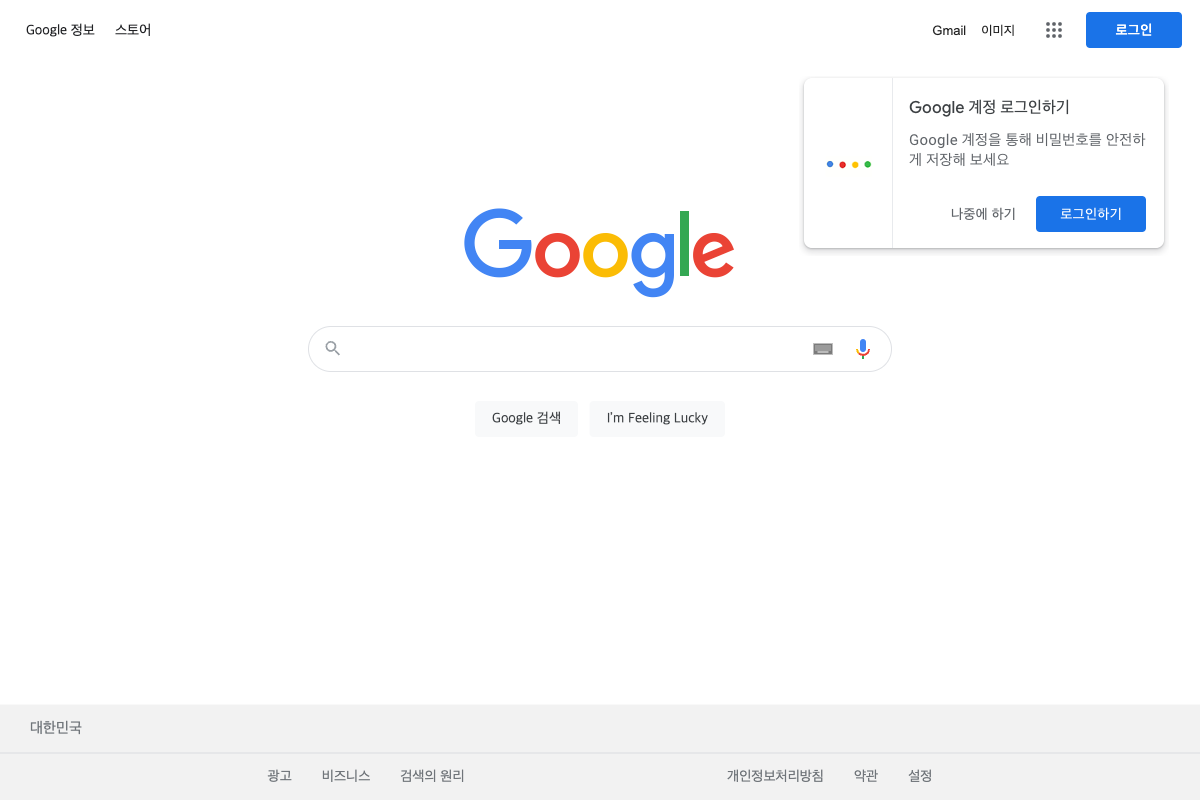 Google 정보 스토어 Gmail 이미지 로그인
Google 계정 로그인하기
Google 계정을 통해 비밀번호를 안전하
게 저장해 보세요
나중에 하기 로그인하기
Google
Google 검색 I'm Feeling Lucky
대한민국
광고 비즈니스 검색의 원리 개인정보처리방침 약관 설정